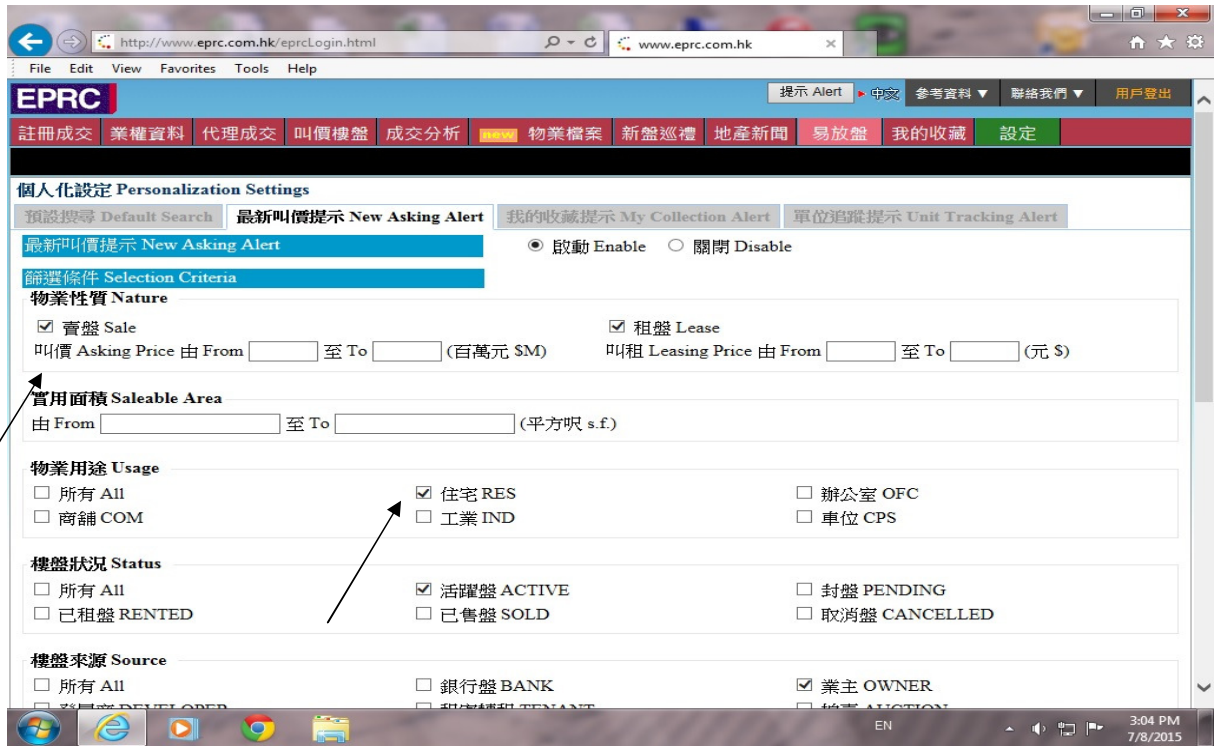 http://www.eprc.com.hk/eprcLogin.html
www.eprc.com.hk
File Edit View Favorites Tools Help
EPRC
提示 Alert 中文 參考資料 ▼ 聯絡我們 ▼ 用戶登出
註冊成交 業權資料 代理成交 叫價樓盤 成交分析 new 物業檔案 新盤巡禮 地產新聞 易放盤 我的收藏 設定
個人化設定 Personalization Settings
預設搜尋 Default Search 最新叫價提示 New Asking Alert 我的收藏提示 My Collection Alert 單位追蹤提示 Unit Tracking Alert
最新叫價提示 New Asking Alert 啟動 Enable 關閉 Disable
篩選條件 Selection Criteria
物業性質 Nature
賣盤 Sale 租盤 Lease
叫價 Asking Price 由 From 至 To (百萬元 $M) 叫租 Leasing Price 由 From 至 To (元 $)
實用面積 Saleable Area
由 From 至 To (平方呎 s.f.)
物業用途 Usage
所有 All 住宅 RES 辦公室 OFC
商舖 COM 工業 IND 車位 CPS
樓盤狀況 Status
所有 All 活躍盤 ACTIVE 封盤 PENDING
已租盤 RENTED 已售盤 SOLD 取消盤 CANCELLED
樓盤來源 Source
所有 All 銀行盤 BANK 業主 OWNER
發展商 DEVELOPER 租客轉租 TENANT 拍賣 AUCTION
EN 3:04 PM
7/8/2015